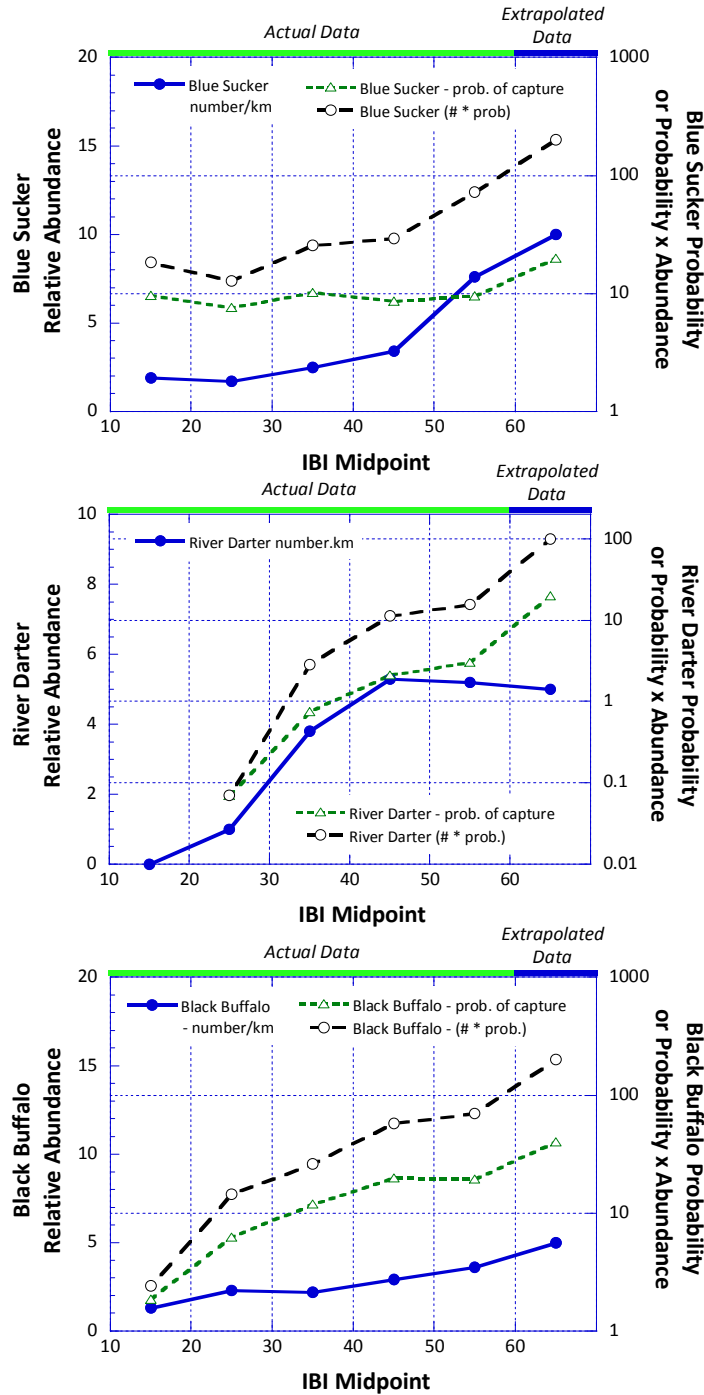 Actual Data
Extrapolated
Data
Blue Sucker
number/km
Blue Sucker - prob. of capture
Blue Sucker (# * prob)
20
15
10
5
0
Blue Sucker
Relative Abundance
1000
100
10
1
Blue Sucker Probability
or Probability x Abundance
10 20 30 40 50 60
IBI Midpoint
Actual Data
Extrapolated
Data
River Darter number.km
River Darter - prob. of capture
River Darter (# * prob.)
10
8
6
4
2
0
River Darter
Relative Abundance
100
10
1
0.1
0.01
River Darter Probability
or Probability x Abundance
10 20 30 40 50 60
IBI Midpoint
Actual Data
Extrapolated
Data
Black Buffalo
- number/km
Black Buffalo - prob. of capture
Black Buffalo - (# * prob.)
20
15
10
5
0
Black Buffalo
Relative Abundance
1000
100
10
1
Black Buffalo Probability
or Probability x Abundance
10 20 30 40 50 60
IBI Midpoint